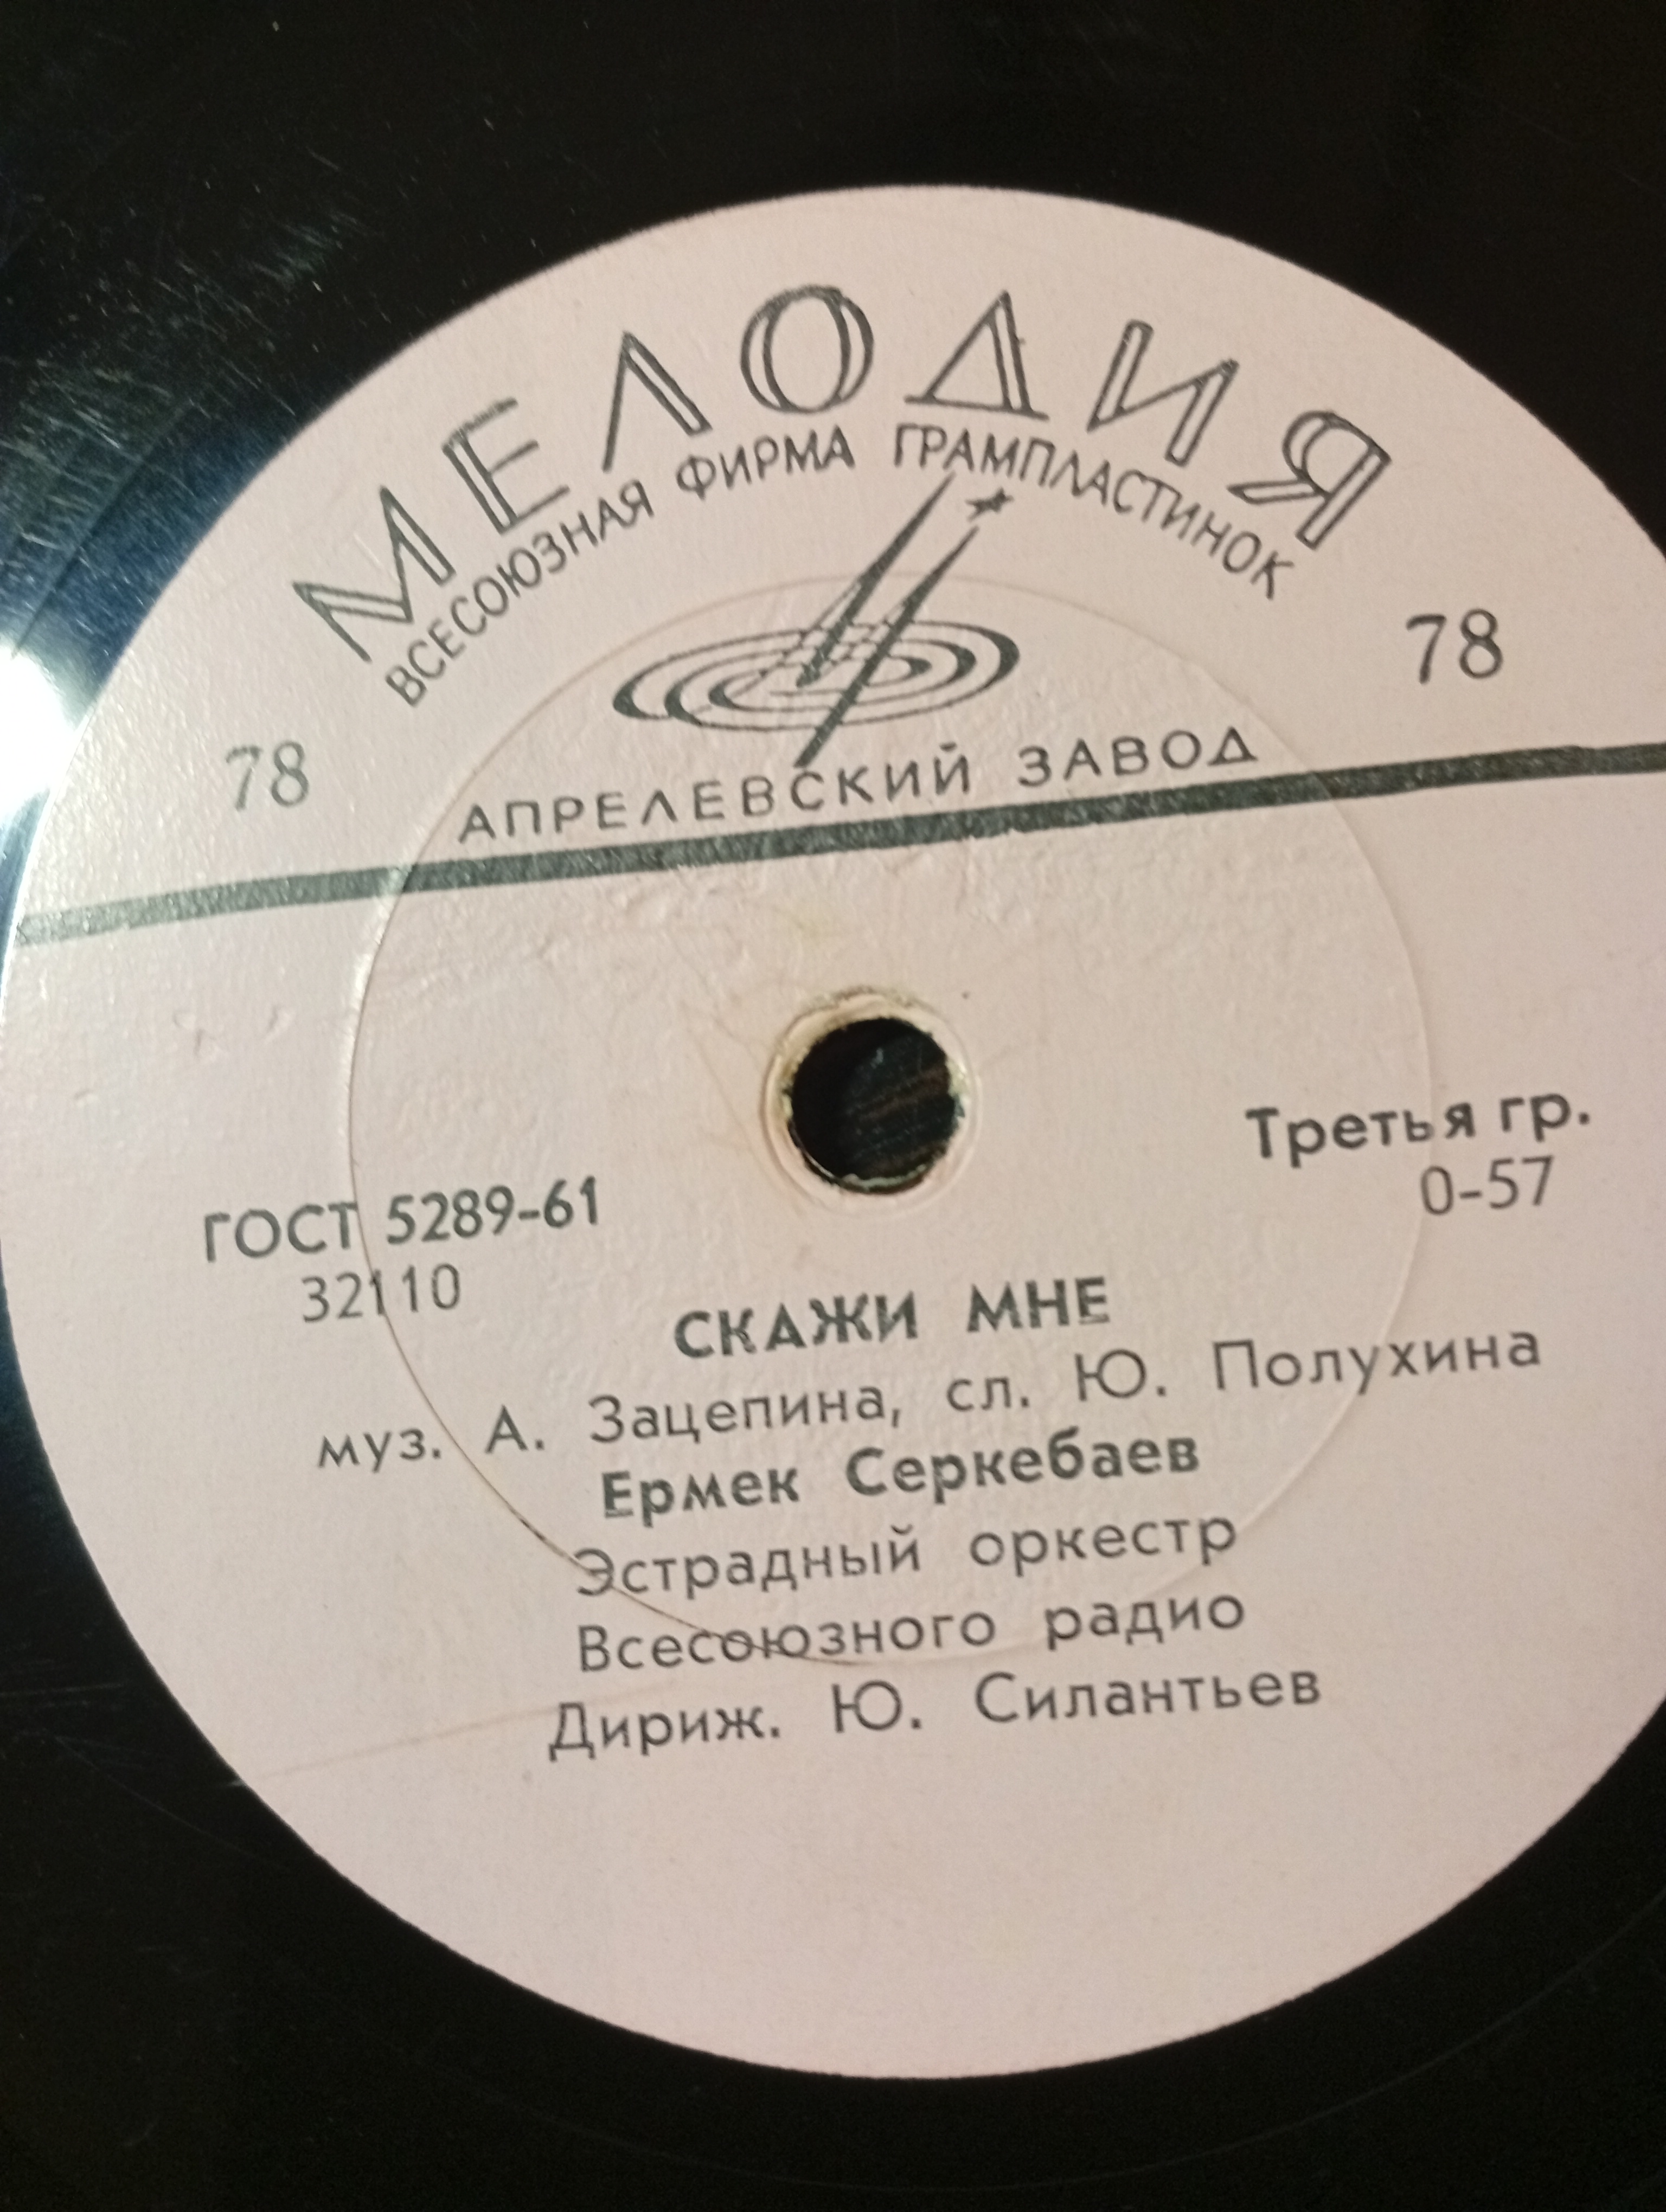 МЕЛОДИЯ
ВСЕСОЮЗНАЯ ФИРМА ГРАМПЛАСТИНОК
78
78
АПРЕЛЕВСКИЙ ЗАВОД
ГОСТ 5289-61
32110
Третья гр.
0-57
СКАЖИ МНЕ
муз. А. Зацепина, сл. Ю. Полухина
Ермек Серкебаев
Эстрадный оркестр
Всесоюзного радио
Дириж. Ю. Силантьев